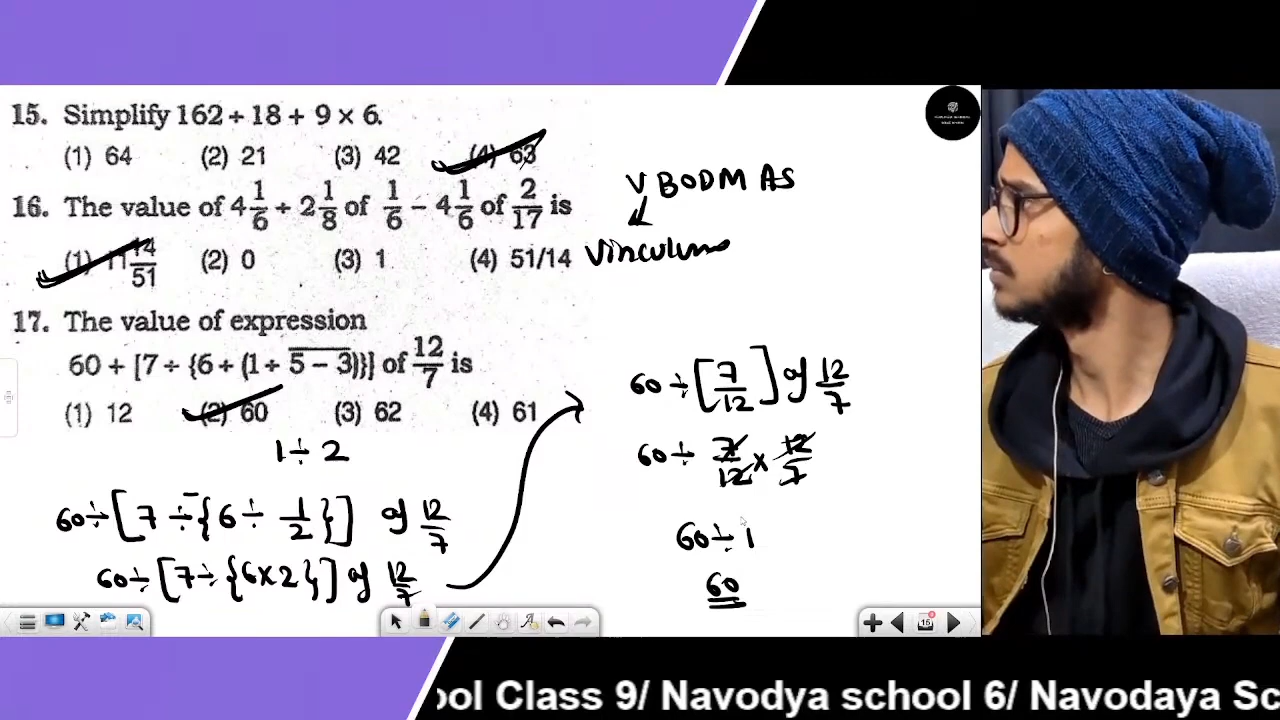 15. Simplify 162 ÷ 18 + 9 × 6.
(1) 64 (2) 21 (3) 42 (4) 63
16. The value of 4 1/6 ÷ 2 1/8 of 1/6 − 4 1/6 of 2/17 is
(1) 11 14/51 (2) 0 (3) 1 (4) 51/14
17. The value of expression
60 ÷ [7 ÷ {6 ÷ (1 ÷ 5 − 3)}] of 12/7 is
(1) 12 (2) 60 (3) 62 (4) 61
1 ÷ 2
60 ÷ [7 ÷ {6 ÷ 1/2}] of 12/7
60 ÷ [7 ÷ {6 × 2}] of 12/7
V BODMAS
Vinculum
60 ÷ [7/12] of 12/7
60 ÷ 7/12 × 12/7
60 ÷ 1
60
15
ool Class 9/ Navodya school 6/ Navodaya Sc